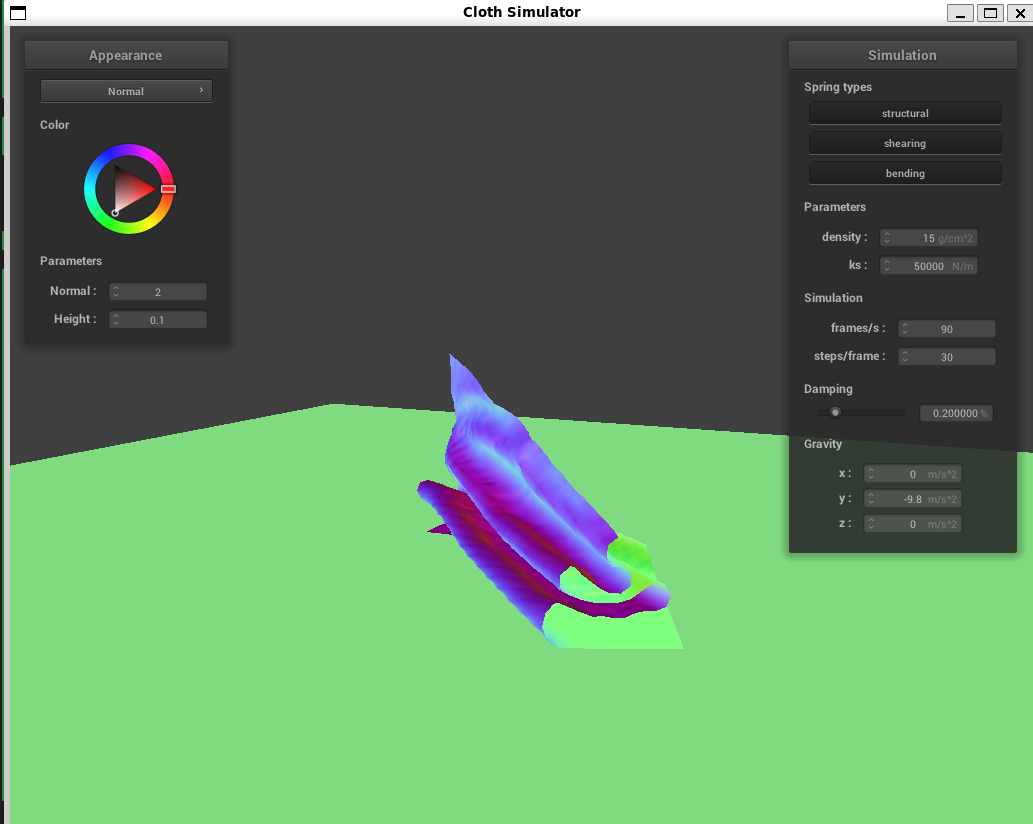 Cloth Simulator
Appearance
Normal
Color
Parameters
Normal : 2
Height : 0.1
Simulation
Spring types
structural
shearing
bending
Parameters
density : 15 g/cm^2
ks : 50000 N/m
Simulation
frames/s : 90
steps/frame : 30
Damping
0.200000 %
Gravity
x : 0 m/s^2
y : -9.8 m/s^2
z : 0 m/s^2